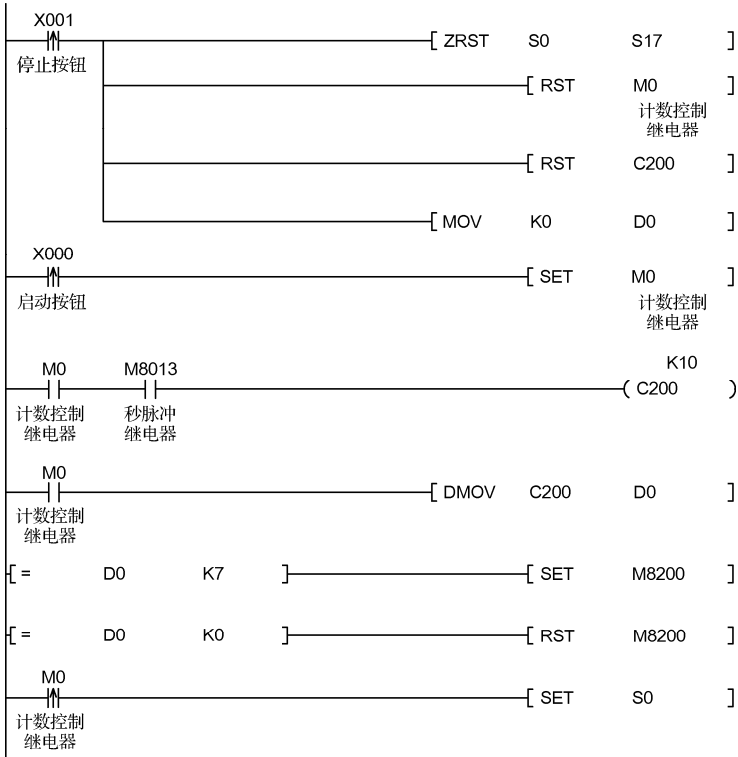 X001
ZRST S0 S17
停止按钮
RST M0
计数控制
继电器
RST C200
MOV K0 D0
X000
SET M0
启动按钮
计数控制
继电器
K10
M0 M8013
C200
计数控制 秒脉冲
继电器 继电器
M0
DMOV C200 D0
计数控制
继电器
= D0 K7 SET M8200
= D0 K0 RST M8200
M0
SET S0
计数控制
继电器